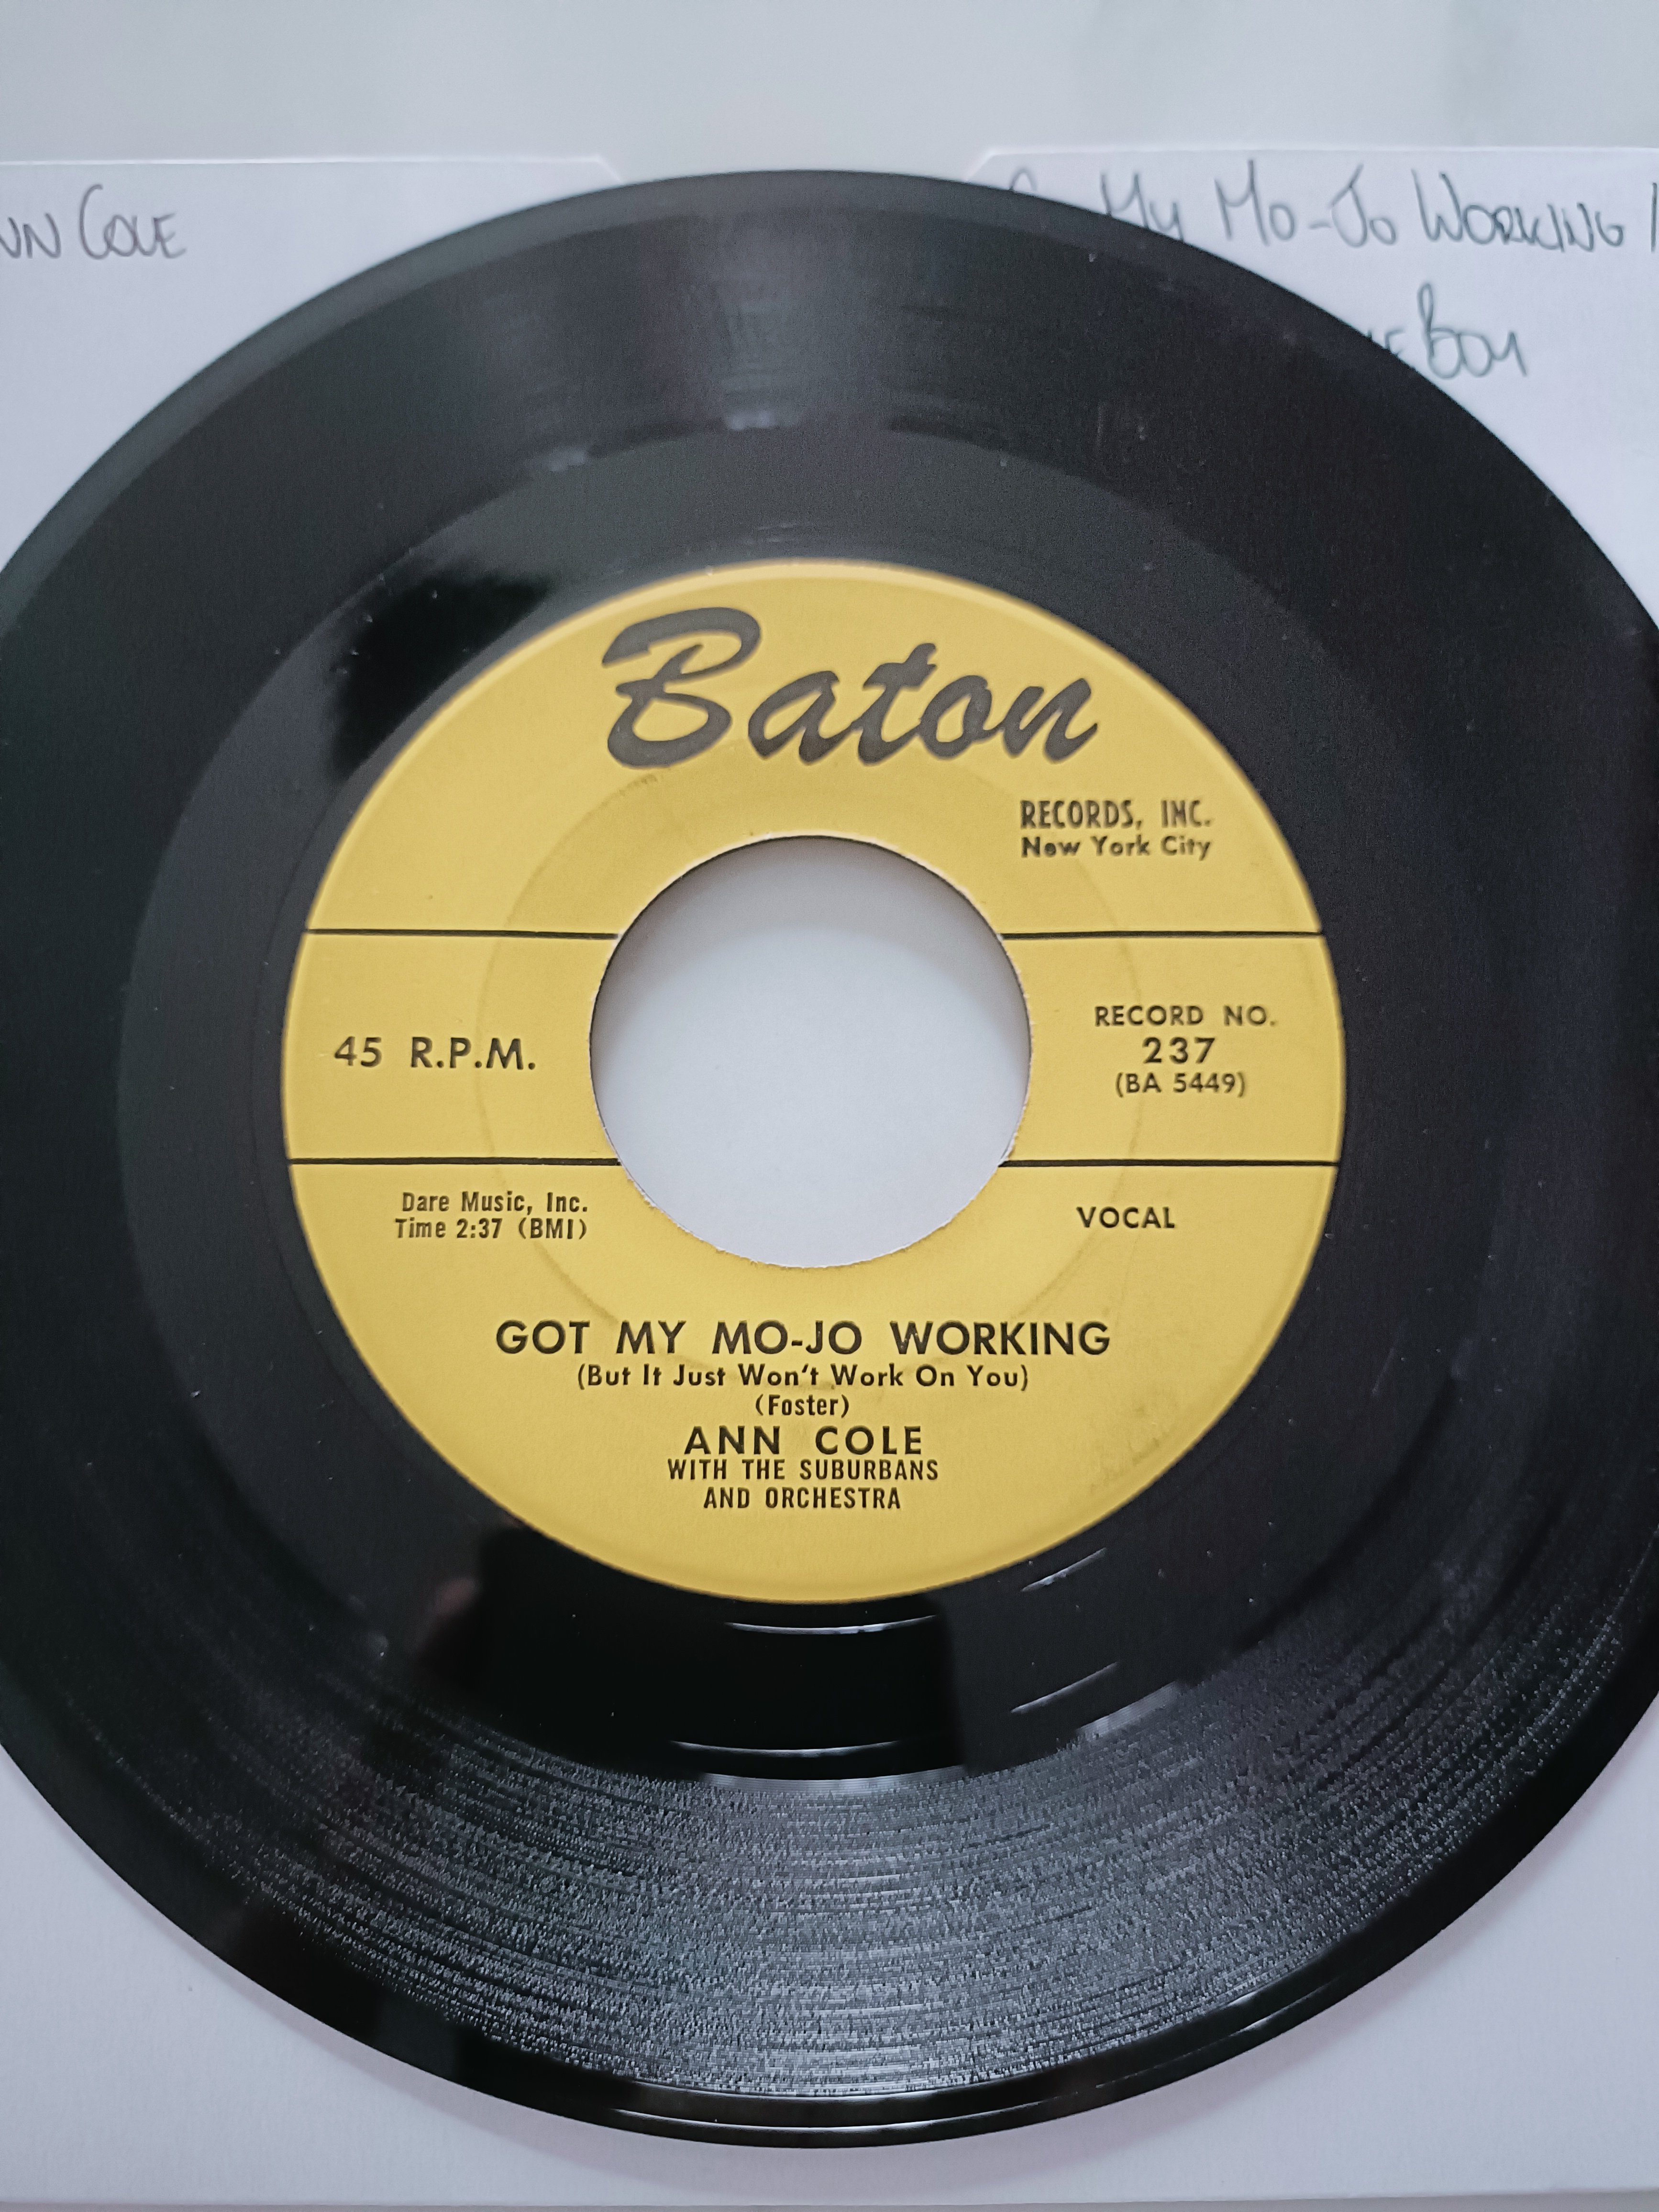 Cole
My Mo-Jo Working /
Boy
Baton
RECORDS, INC.
New York City
45 R.P.M.
RECORD NO.
237
(BA 5449)
Dare Music, Inc.
Time 2:37 (BMI)
VOCAL
GOT MY MO-JO WORKING
(But It Just Won't Work On You)
(Foster)
ANN COLE
WITH THE SUBURBANS
AND ORCHESTRA